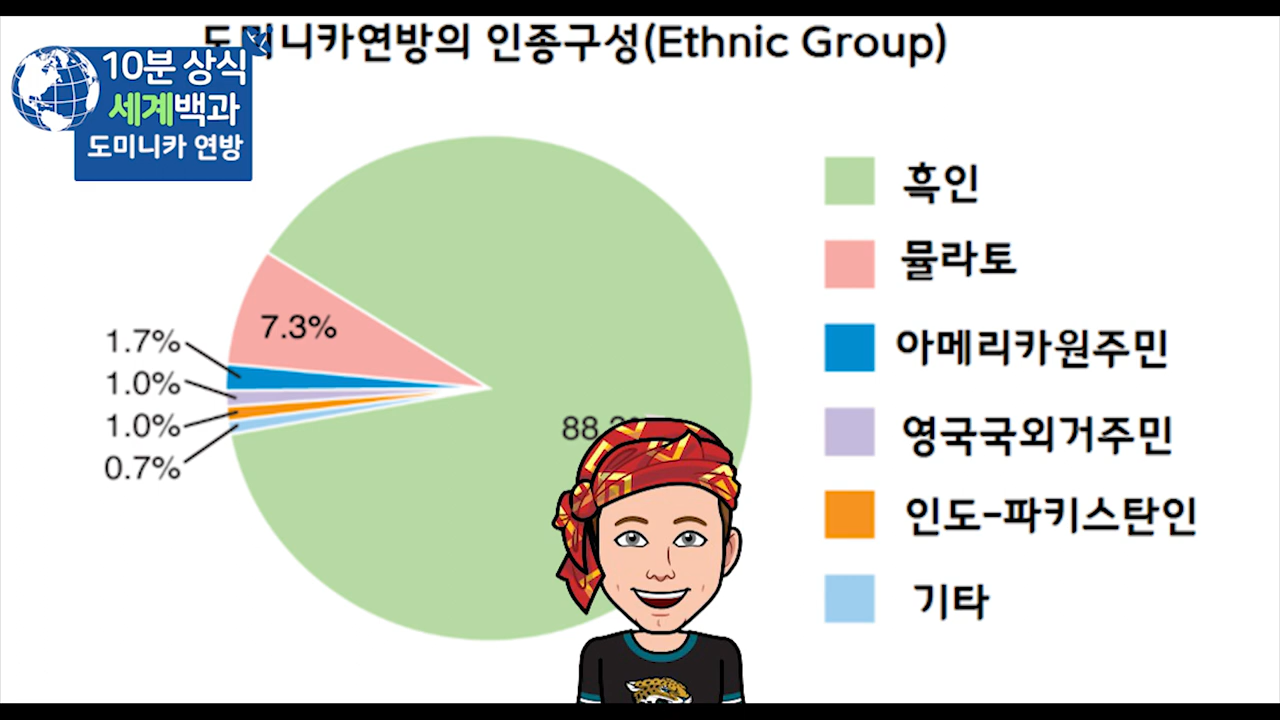 도미니카연방의 인종구성(Ethnic Group)
10분 상식
세계백과
도미니카 연방
흑인
7.3%
뮬라토
1.7%
아메리카원주민
1.0%
영국국외거주민
1.0%
인도-파키스탄인
0.7%
기타